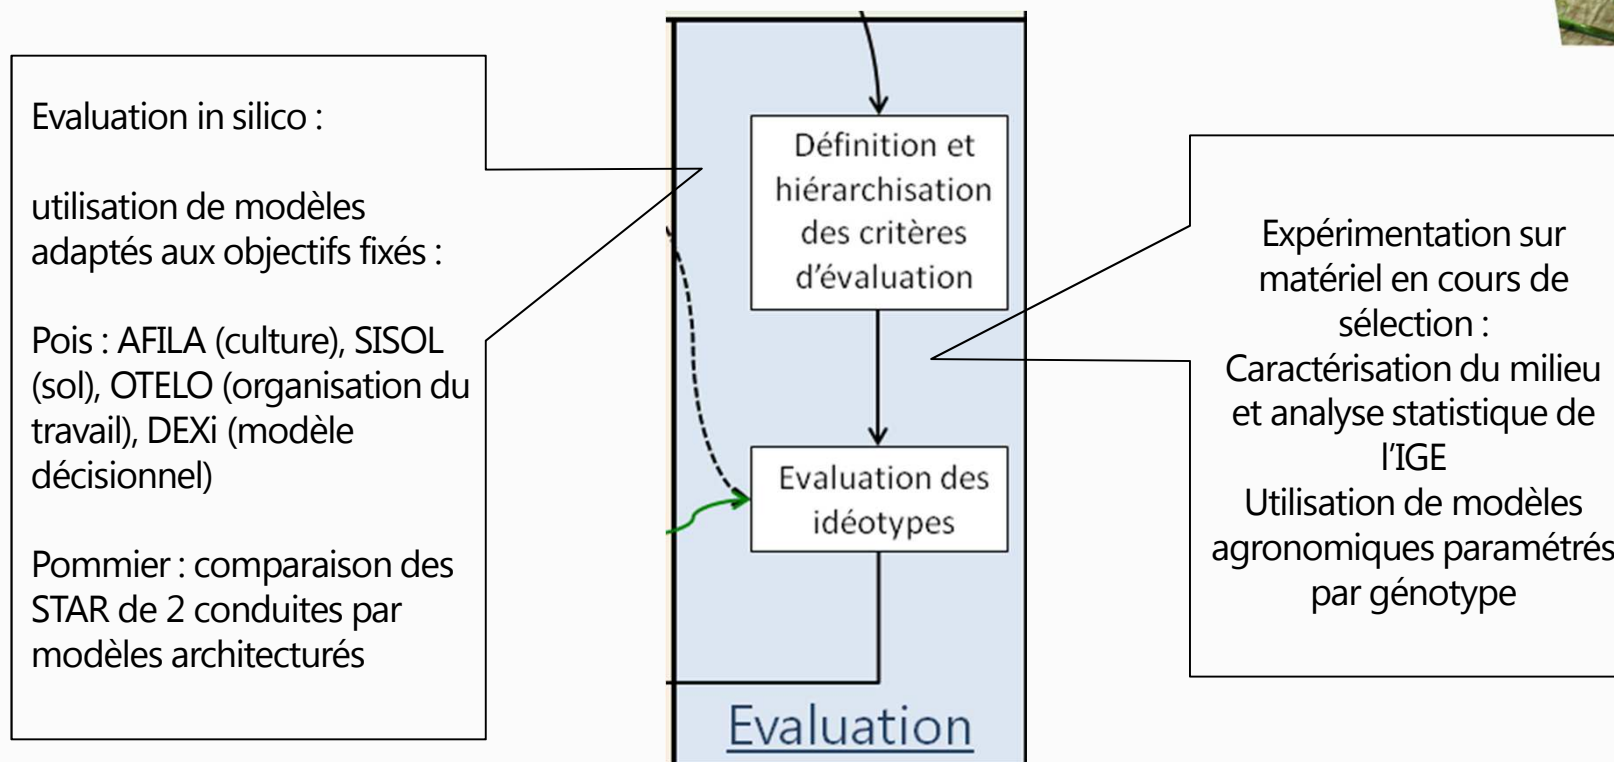 Evaluation in silico :
utilisation de modèles
adaptés aux objectifs fixés :
Pois : AFILA (culture), SISOL
(sol), OTELO (organisation du
travail), DEXi (modèle
décisionnel)
Pommier : comparaison des
STAR de 2 conduites par
modèles architecturés
Définition et
hiérarchisation
des critères
d'évaluation
Evaluation des
idéotypes
Evaluation
Expérimentation sur
matériel en cours de
sélection :
Caractérisation du milieu
et analyse statistique de
l'IGE
Utilisation de modèles
agronomiques paramétrés
par génotype